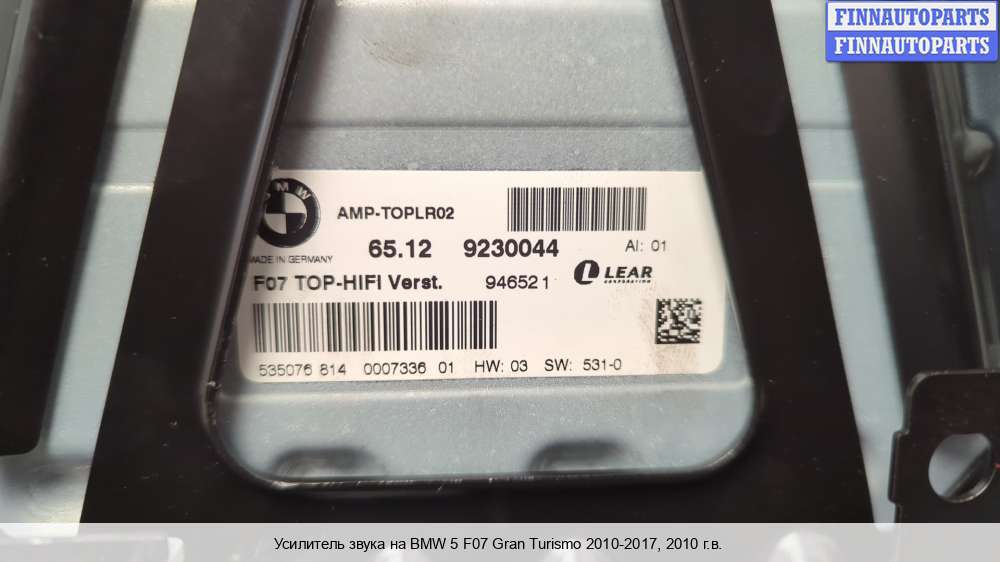 FINNAUTOPARTS
FINNAUTOPARTS
BMW
AMP-TOPLR02
65.12 9230044 AI: 01
MADE IN GERMANY
F07 TOP-HIFI Verst. 946521 LEAR
CORPORATION
535076 814 0007336 01 HW: 03 SW: 531-0
Усилитель звука на BMW 5 F07 Gran Turismo 2010-2017, 2010 г.в.